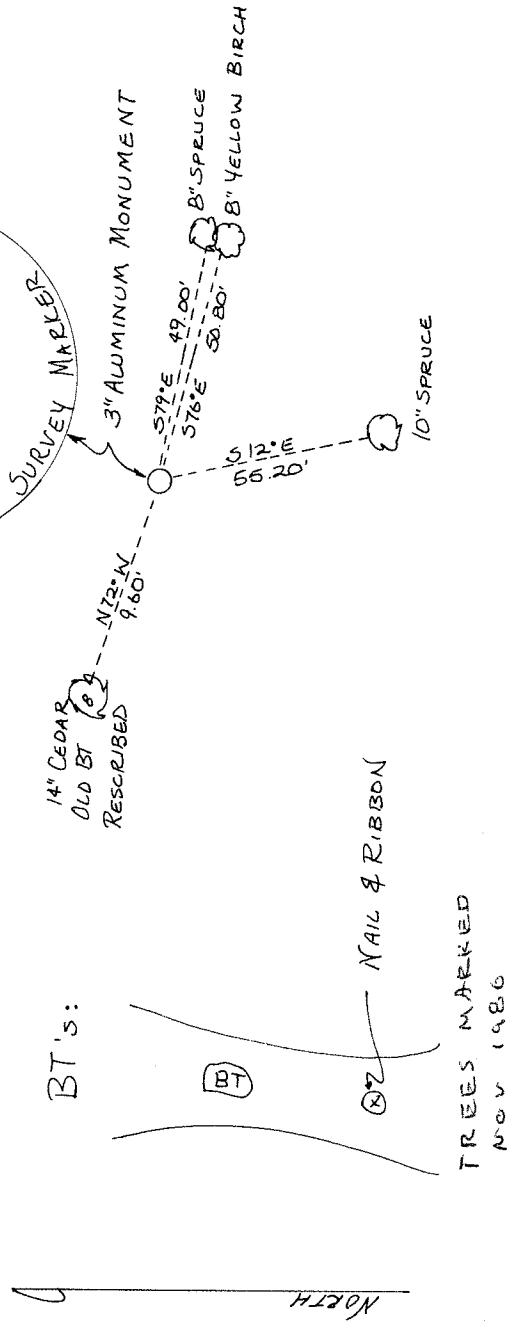 SURVEY MARKER
3" ALUMINUM MONUMENT
14" CEDAR
OLD BT
RESCRIBED
8
N72°W
9.60'
S79°E 49.00'
S76°E 50.80'
8" SPRUCE
8" YELLOW BIRCH
S12°E
55.20'
10" SPRUCE
BT's:
BT
X
NAIL & RIBBON
TREES MARKED
NOV 1986
NORTH